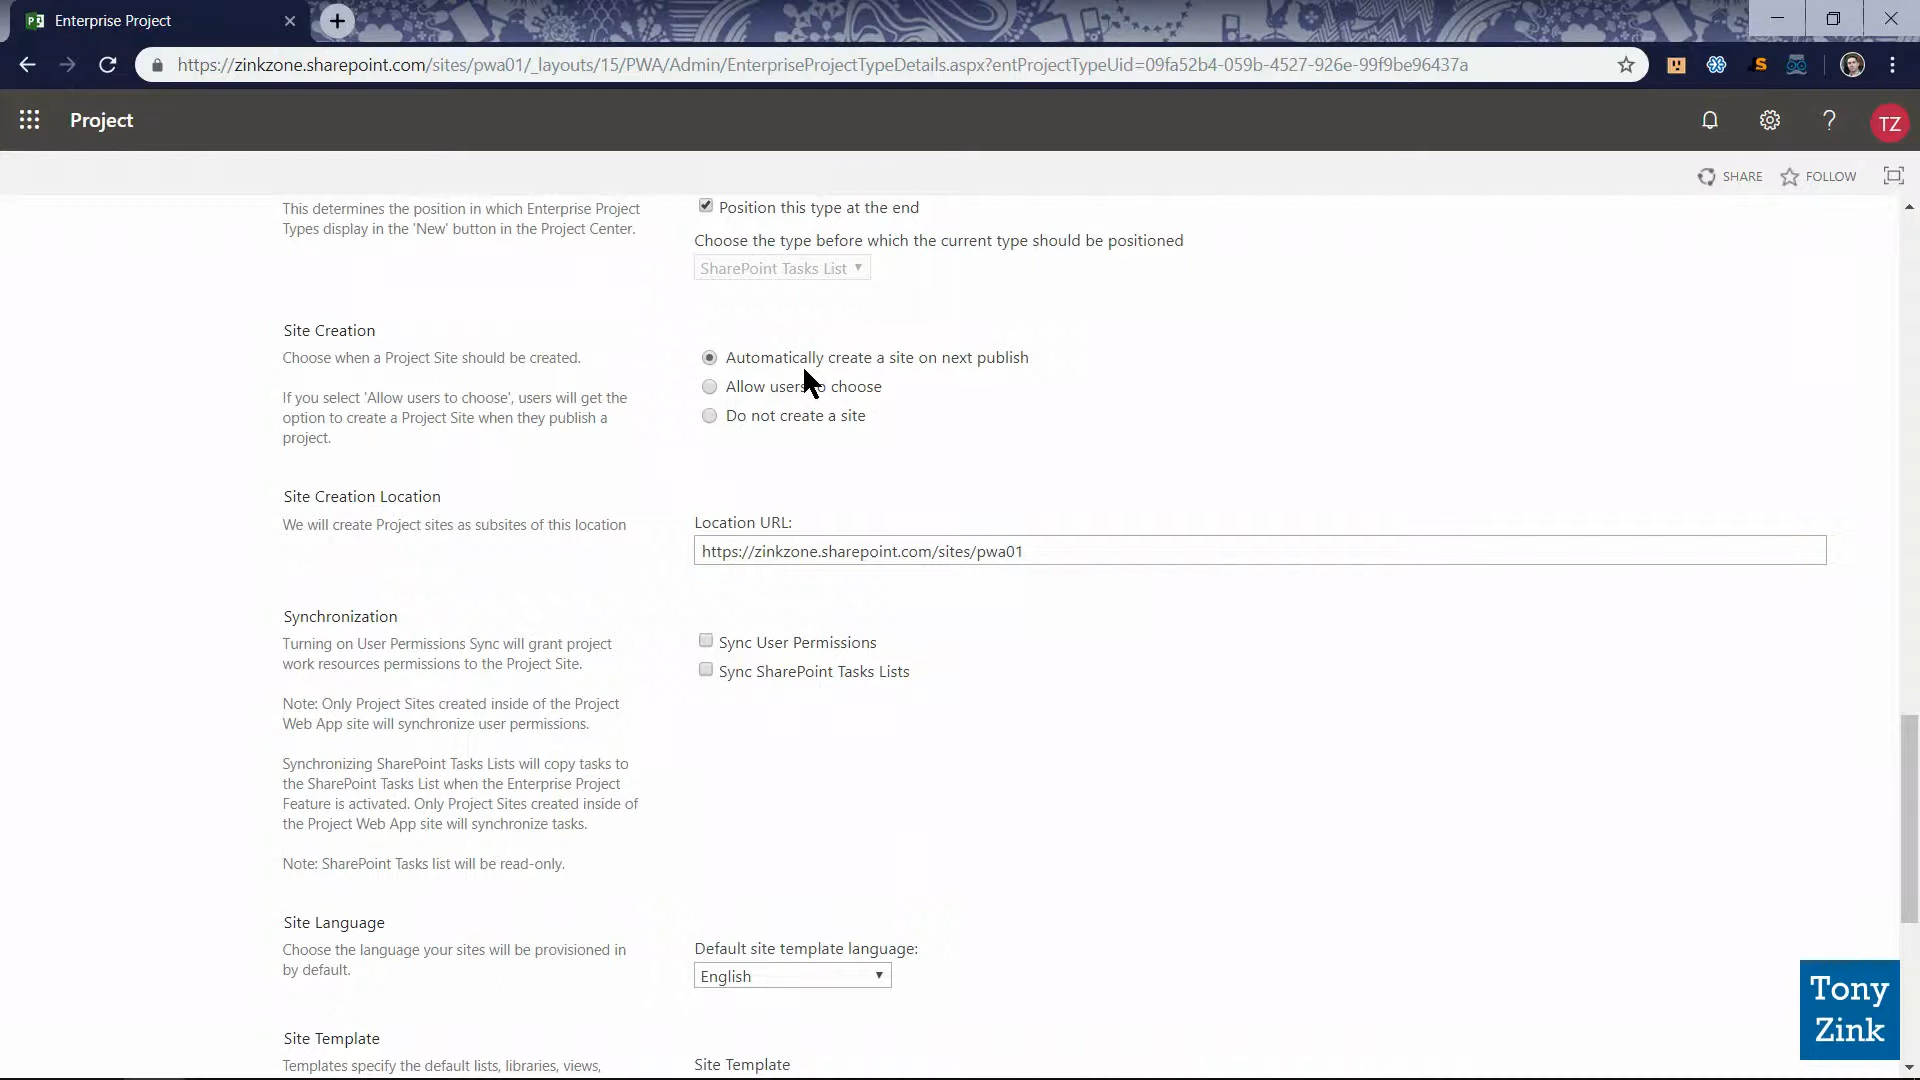 Enterprise Project
https://zinkzone.sharepoint.com/sites/pwa01/_layouts/15/PWA/Admin/EnterpriseProjectTypeDetails.aspx?entProjectTypeUid=09fa52b4-059b-4527-926e-99f9be96437a
Project
TZ
SHARE FOLLOW
This determines the position in which Enterprise Project
Types display in the 'New' button in the Project Center.
Position this type at the end
Choose the type before which the current type should be positioned
SharePoint Tasks List
Site Creation
Choose when a Project Site should be created.
If you select 'Allow users to choose', users will get the
option to create a Project Site when they publish a
project.
Automatically create a site on next publish
Allow users to choose
Do not create a site
Site Creation Location
We will create Project sites as subsites of this location
Location URL:
https://zinkzone.sharepoint.com/sites/pwa01
Synchronization
Turning on User Permissions Sync will grant project
work resources permissions to the Project Site.
Note: Only Project Sites created inside of the Project
Web App site will synchronize user permissions.
Synchronizing SharePoint Tasks Lists will copy tasks to
the SharePoint Tasks List when the Enterprise Project
Feature is activated. Only Project Sites created inside of
the Project Web App site will synchronize tasks.
Note: SharePoint Tasks list will be read-only.
Sync User Permissions
Sync SharePoint Tasks Lists
Site Language
Choose the language your sites will be provisioned in
by default.
Default site template language:
English
Site Template
Templates specify the default lists, libraries, views,
Site Template
Tony
Zink